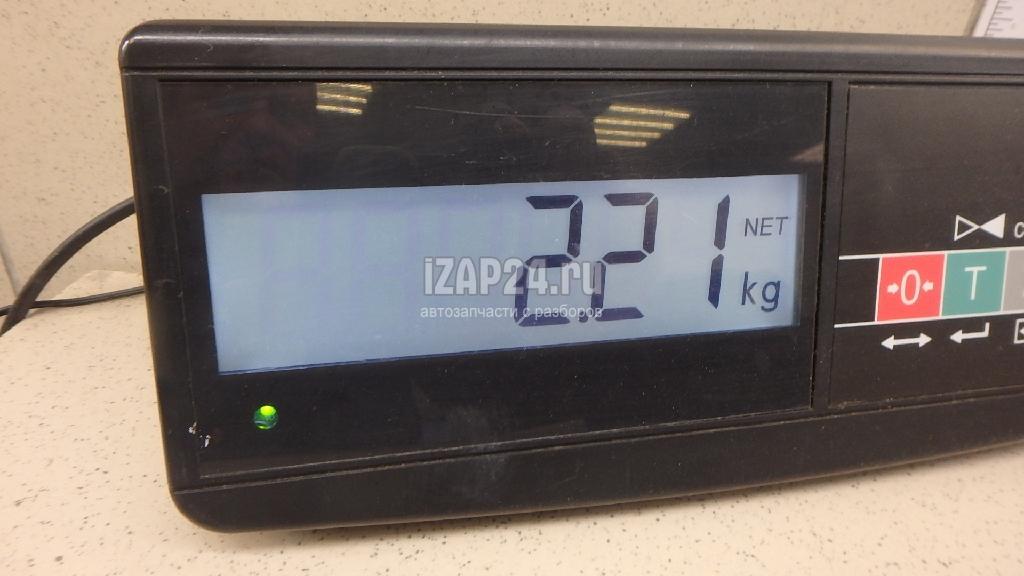 2.21 NET
kg
iZAP24.ru
автозапчасти с разборов
→0← T